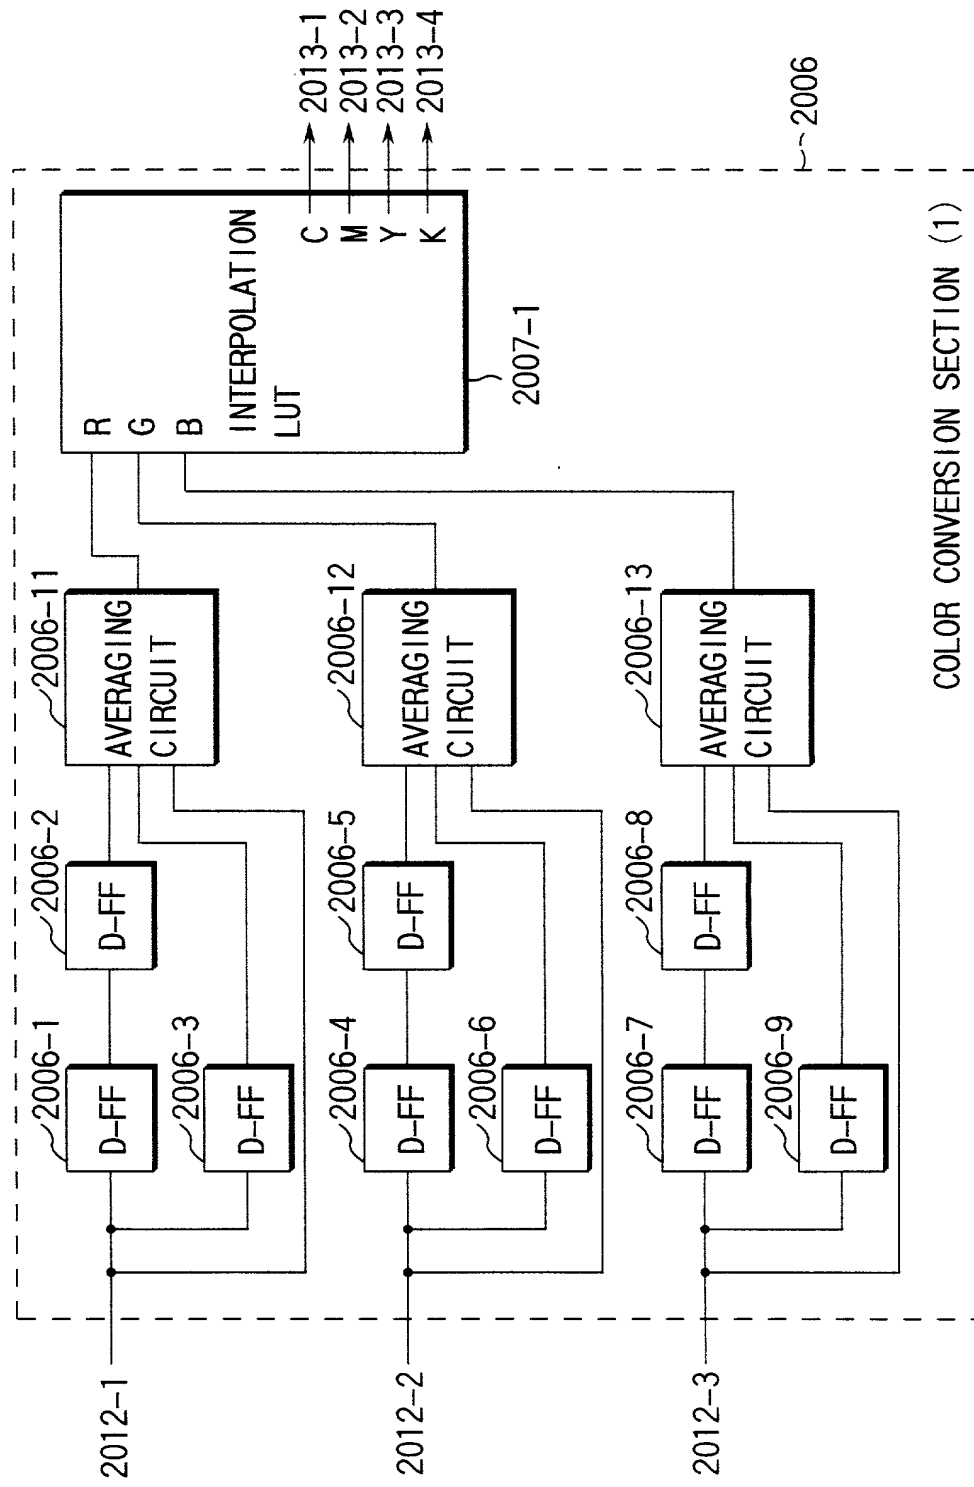 2012-1
2006-1
D-FF
2006-2
D-FF
2006-3
D-FF
2006-11
AVERAGING
CIRCUIT
2012-2
2006-4
D-FF
2006-5
D-FF
2006-6
D-FF
2006-12
AVERAGING
CIRCUIT
2012-3
2006-7
D-FF
2006-8
D-FF
2006-9
D-FF
2006-13
AVERAGING
CIRCUIT
R
G
B
INTERPOLATION
LUT
C
M
Y
K
2007-1
2013-1
2013-2
2013-3
2013-4
2006
COLOR CONVERSION SECTION (1)